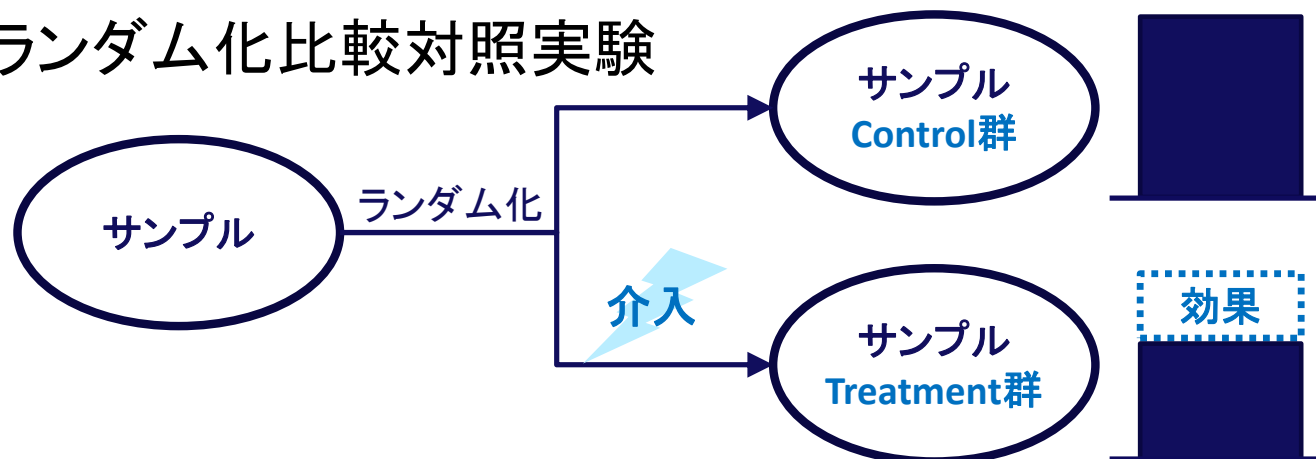 ランダム化比較対照実験
サンプル
ランダム化
サンプル
Control群
介入
サンプル
Treatment群
効果